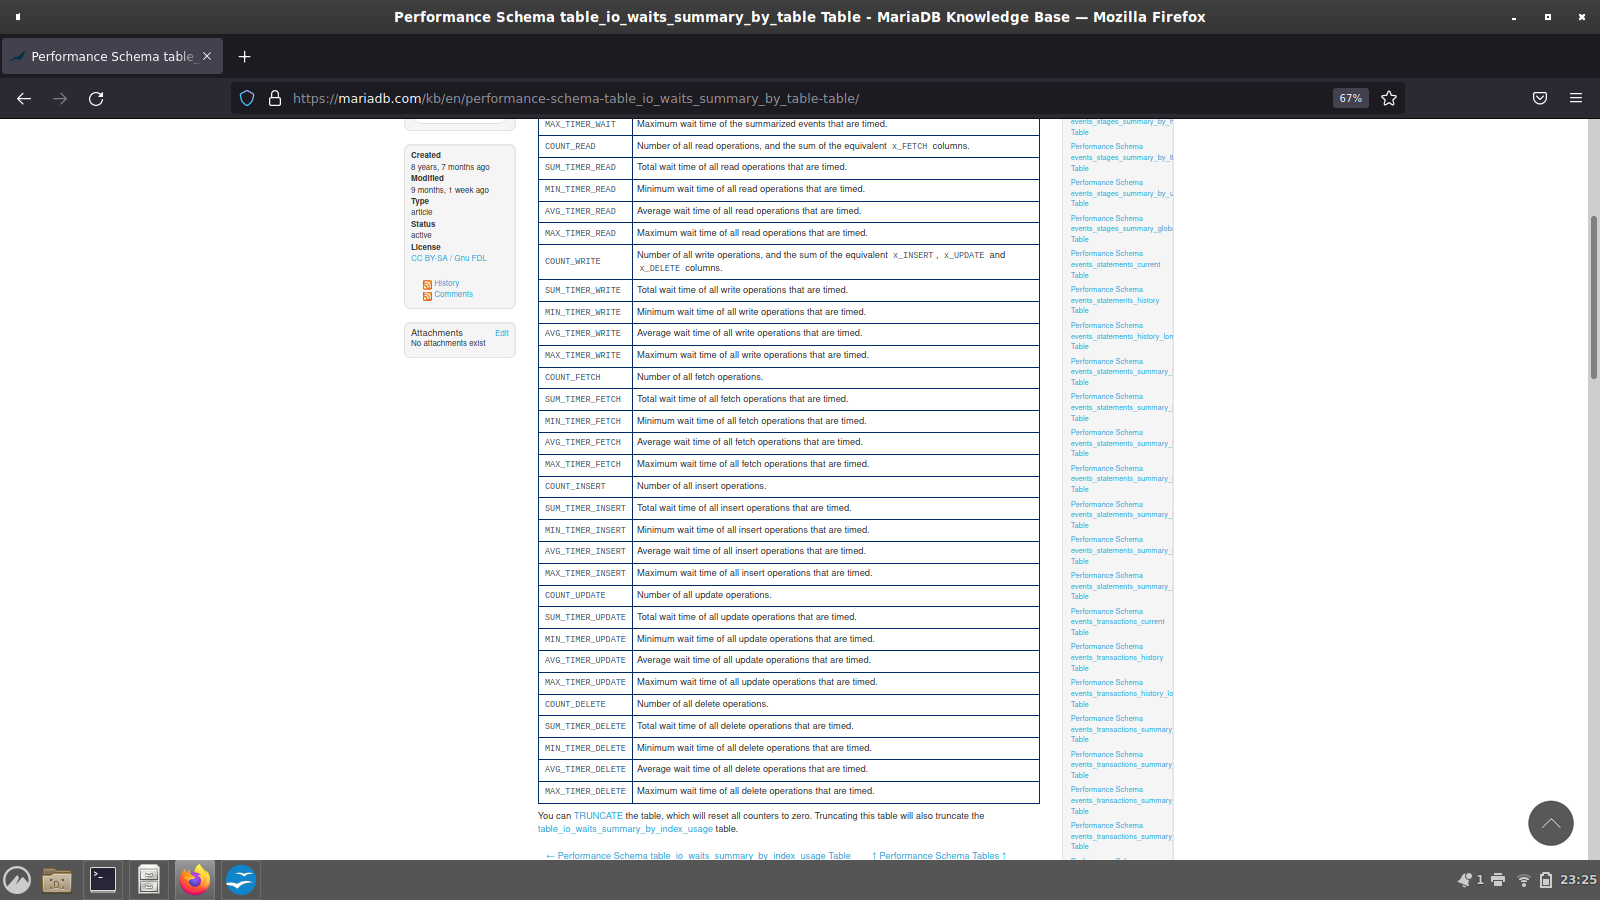 Performance Schema table_io_waits_summary_by_table Table - MariaDB Knowledge Base — Mozilla Firefox
Performance Schema table_
https://mariadb.com/kb/en/performance-schema-table_io_waits_summary_by_table-table/
67%
Created
8 years, 7 months ago
Modified
9 months, 1 week ago
Type
article
Status
active
License
CC BY-SA / Gnu FDL
History
Comments
Attachments Edit
No attachments exist
MAX_TIMER_WAIT Maximum wait time of the summarized events that are timed.
COUNT_READ Number of all read operations, and the sum of the equivalent x_FETCH columns.
SUM_TIMER_READ Total wait time of all read operations that are timed.
MIN_TIMER_READ Minimum wait time of all read operations that are timed.
AVG_TIMER_READ Average wait time of all read operations that are timed.
MAX_TIMER_READ Maximum wait time of all read operations that are timed.
COUNT_WRITE Number of all write operations, and the sum of the equivalent x_INSERT , x_UPDATE and
x_DELETE columns.
SUM_TIMER_WRITE Total wait time of all write operations that are timed.
MIN_TIMER_WRITE Minimum wait time of all write operations that are timed.
AVG_TIMER_WRITE Average wait time of all write operations that are timed.
MAX_TIMER_WRITE Maximum wait time of all write operations that are timed.
COUNT_FETCH Number of all fetch operations.
SUM_TIMER_FETCH Total wait time of all fetch operations that are timed.
MIN_TIMER_FETCH Minimum wait time of all fetch operations that are timed.
AVG_TIMER_FETCH Average wait time of all fetch operations that are timed.
MAX_TIMER_FETCH Maximum wait time of all fetch operations that are timed.
COUNT_INSERT Number of all insert operations.
SUM_TIMER_INSERT Total wait time of all insert operations that are timed.
MIN_TIMER_INSERT Minimum wait time of all insert operations that are timed.
AVG_TIMER_INSERT Average wait time of all insert operations that are timed.
MAX_TIMER_INSERT Maximum wait time of all insert operations that are timed.
COUNT_UPDATE Number of all update operations.
SUM_TIMER_UPDATE Total wait time of all update operations that are timed.
MIN_TIMER_UPDATE Minimum wait time of all update operations that are timed.
AVG_TIMER_UPDATE Average wait time of all update operations that are timed.
MAX_TIMER_UPDATE Maximum wait time of all update operations that are timed.
COUNT_DELETE Number of all delete operations.
SUM_TIMER_DELETE Total wait time of all delete operations that are timed.
MIN_TIMER_DELETE Minimum wait time of all delete operations that are timed.
AVG_TIMER_DELETE Average wait time of all delete operations that are timed.
MAX_TIMER_DELETE Maximum wait time of all delete operations that are timed.
You can TRUNCATE the table, which will reset all counters to zero. Truncating this table will also truncate the
table_io_waits_summary_by_index_usage table.
← Performance Schema table_io_waits_summary_by_index_usage Table ↑ Performance Schema Tables ↑
events_stages_summary_by_h
Table
Performance Schema
events_stages_summary_by_t
Table
Performance Schema
events_stages_summary_by_u
Table
Performance Schema
events_stages_summary_glob
Table
Performance Schema
events_statements_current
Table
Performance Schema
events_statements_history
Table
Performance Schema
events_statements_history_lon
Table
Performance Schema
events_statements_summary_
Table
Performance Schema
events_statements_summary_
Table
Performance Schema
events_statements_summary_
Table
Performance Schema
events_statements_summary_
Table
Performance Schema
events_statements_summary_
Table
Performance Schema
events_statements_summary_
Table
Performance Schema
events_statements_summary_
Table
Performance Schema
events_transactions_current
Table
Performance Schema
events_transactions_history
Table
Performance Schema
events_transactions_history_lo
Table
Performance Schema
events_transactions_summary_
Table
Performance Schema
events_transactions_summary_
Table
Performance Schema
events_transactions_summary_
Table
Performance Schema
events_transactions_summary_
Table
1
23:25